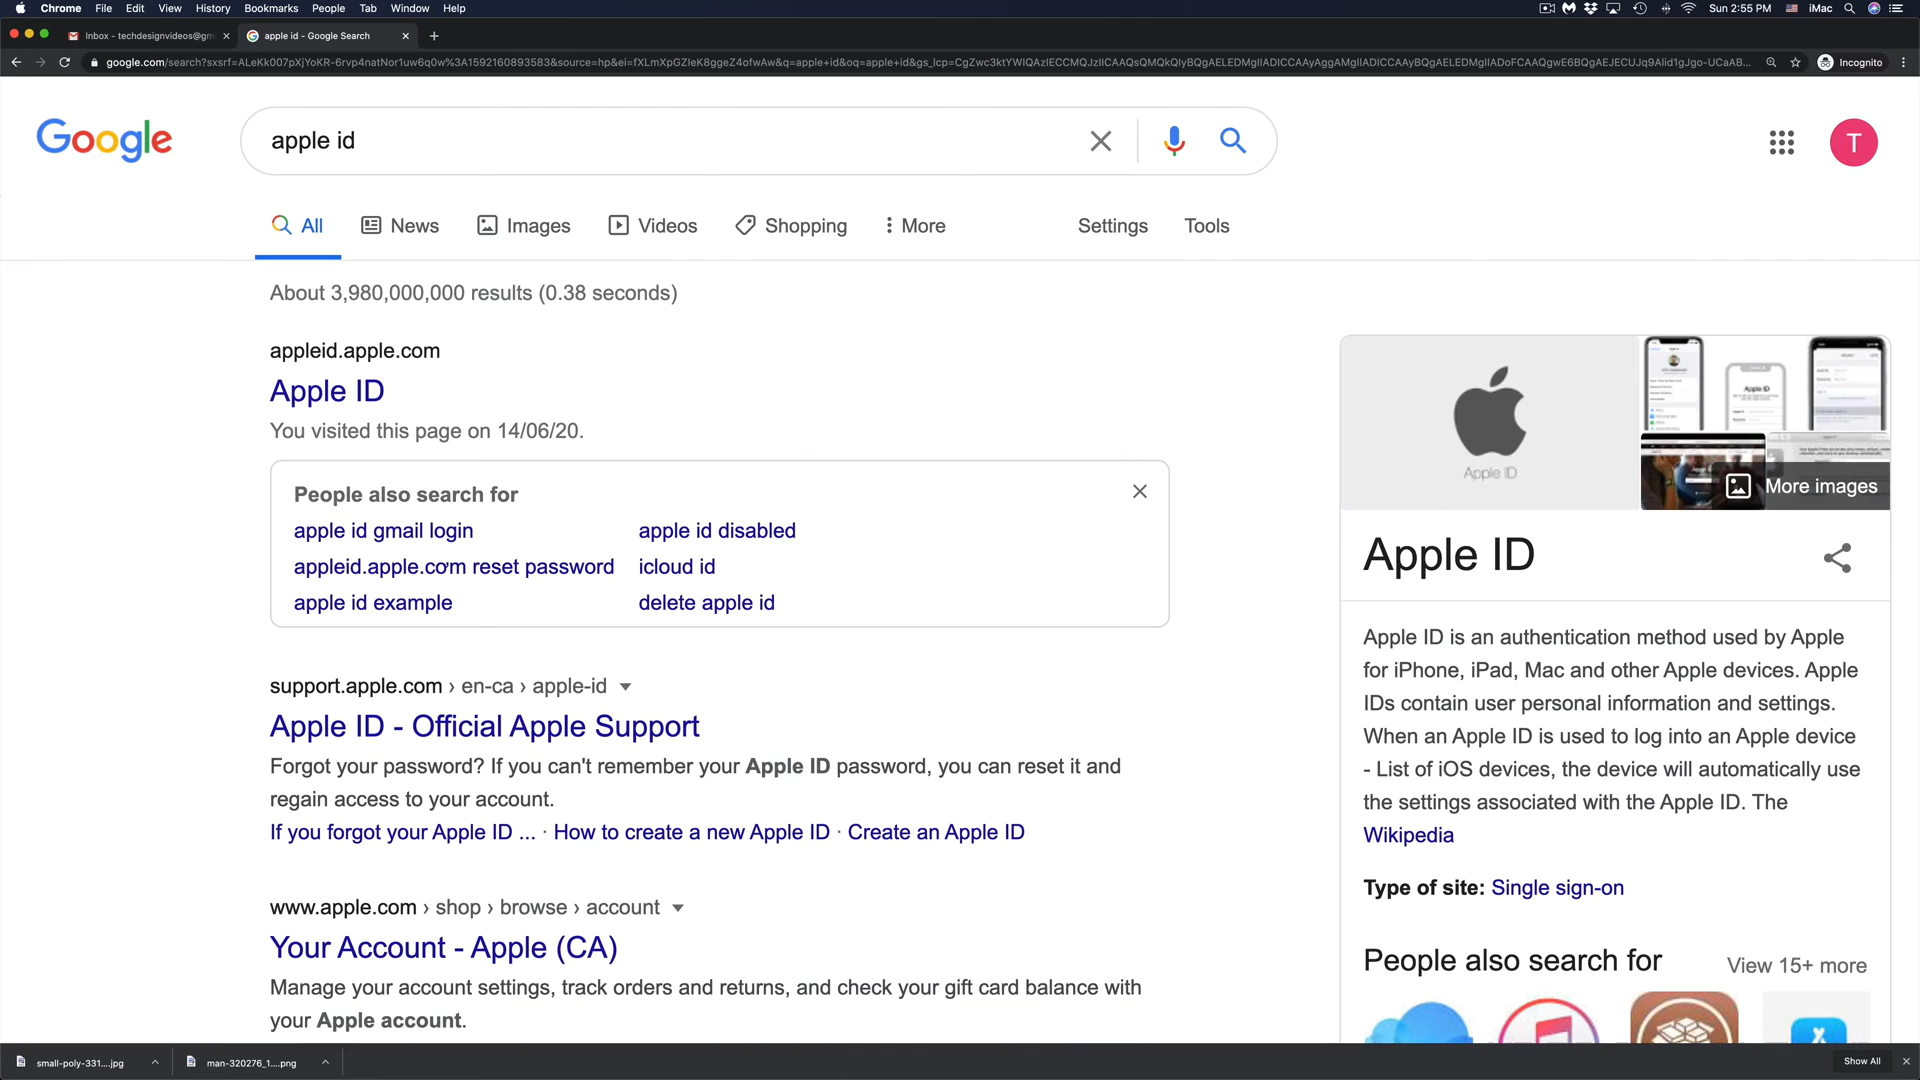 Chrome File Edit View History Bookmarks People Tab Window Help
Sun 2:55 PM iMac
Inbox - techdesignvideos@gm
apple id - Google Search
Incognito
Google
apple id
T
All News Images Videos Shopping More Settings Tools
About 3,980,000,000 results (0.38 seconds)
appleid.apple.com
Apple ID
You visited this page on 14/06/20.
People also search for
apple id gmail login apple id disabled
appleid.apple.com reset password icloud id
apple id example delete apple id
support.apple.com › en-ca › apple-id
Apple ID - Official Apple Support
Forgot your password? If you can't remember your Apple ID password, you can reset it and
regain access to your account.
If you forgot your Apple ID ... · How to create a new Apple ID · Create an Apple ID
www.apple.com › shop › browse › account
Your Account - Apple (CA)
Manage your account settings, track orders and returns, and check your gift card balance with
your Apple account.
Apple ID
More images
Apple ID
Apple ID is an authentication method used by Apple
for iPhone, iPad, Mac and other Apple devices. Apple
IDs contain user personal information and settings.
When an Apple ID is used to log into an Apple device
- List of iOS devices, the device will automatically use
the settings associated with the Apple ID. The
Wikipedia
Type of site: Single sign-on
People also search for View 15+ more
small-poly-331....jpg
man-320276_1....png
Show All